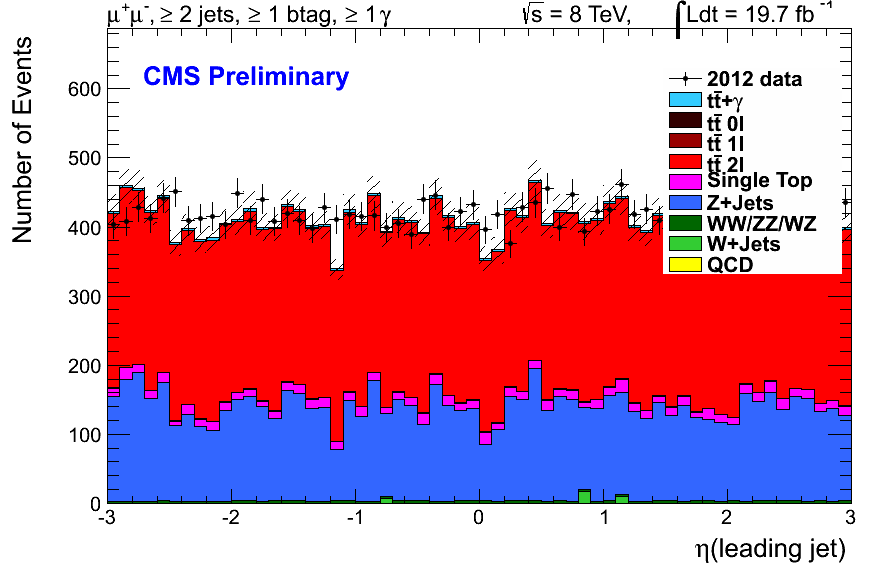 μ⁺μ⁻, ≥ 2 jets, ≥ 1 btag, ≥ 1 γ √s = 8 TeV, ∫Ldt = 19.7 fb⁻¹
CMS Preliminary
2012 data
tt̄+γ
tt̄ 0l
tt̄ 1l
tt̄ 2l
Single Top
Z+Jets
WW/ZZ/WZ
W+Jets
QCD
Number of Events
600
500
400
300
200
100
0
-3 -2 -1 0 1 2 3
η(leading jet)